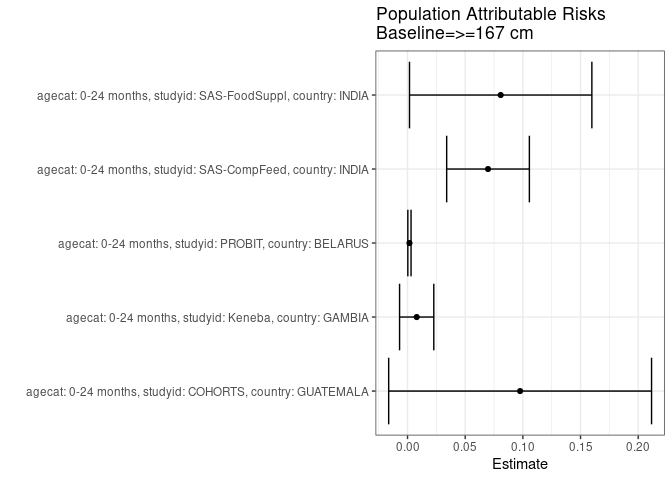 Population Attributable Risks
Baseline=>=167 cm
agecat: 0-24 months, studyid: SAS-FoodSuppl, country: INDIA
agecat: 0-24 months, studyid: SAS-CompFeed, country: INDIA
agecat: 0-24 months, studyid: PROBIT, country: BELARUS
agecat: 0-24 months, studyid: Keneba, country: GAMBIA
agecat: 0-24 months, studyid: COHORTS, country: GUATEMALA
0.00 0.05 0.10 0.15 0.20
Estimate